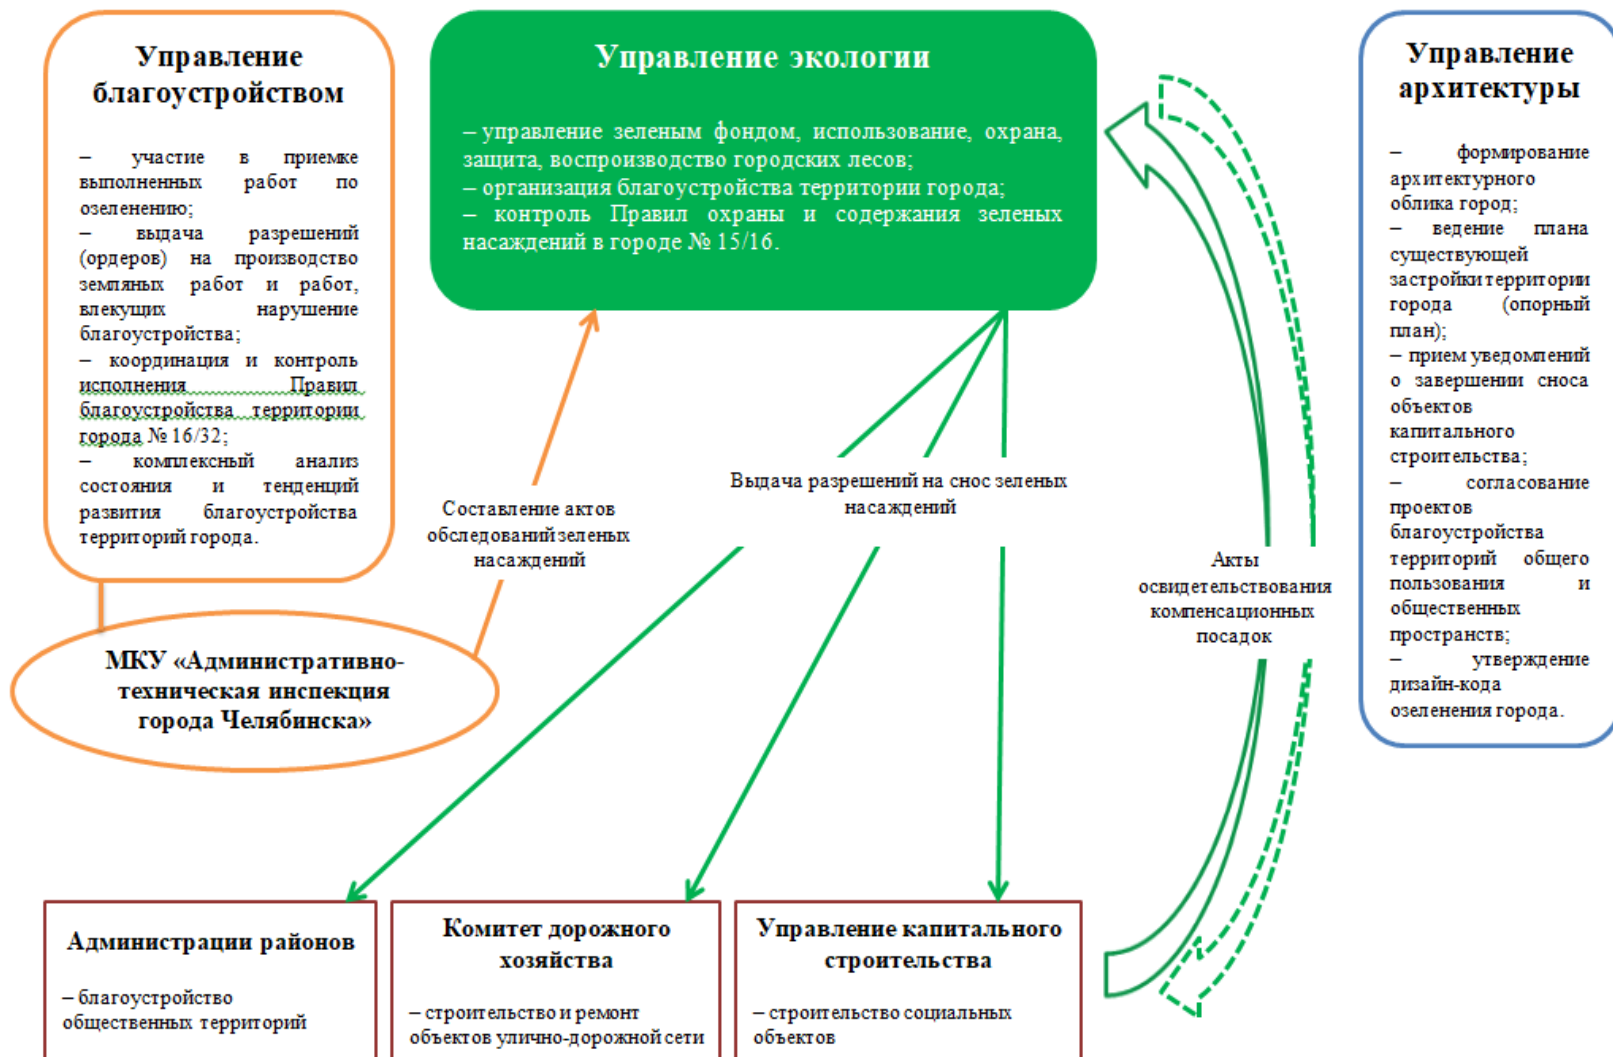 Управление
благоустройством
– участие в приемке
выполненных работ по
озеленению;
– выдача разрешений
(ордеров) на производство
земляных работ и работ,
влекущих нарушение
благоустройства;
– координация и контроль
исполнения Правил
благоустройства территории
города № 16/32;
– комплексный анализ
состояния и тенденций
развития благоустройства
территорий города.
МКУ «Административно-
техническая инспекция
города Челябинска»
Управление экологии
– управление зеленым фондом, использование, охрана,
защита, воспроизводство городских лесов;
– организация благоустройства территории города;
– контроль Правил охраны и содержания зеленых
насаждений в городе № 15/16.
Составление актов
обследований зеленых
насаждений
Выдача разрешений на снос зеленых
насаждений
Акты
освидетельствования
компенсационных
посадок
Управление
архитектуры
– формирование
архитектурного
облика город;
– ведение плана
существующей
застройки территории
города (опорный
план);
– прием уведомлений
о завершении сноса
объектов
капитального
строительства;
– согласование
проектов
благоустройства
территорий общего
пользования и
общественных
пространств;
– утверждение
дизайн-кода
озеленения города.
Администрации районов
– благоустройство
общественных территорий
Комитет дорожного
хозяйства
– строительство и ремонт
объектов улично-дорожной сети
Управление капитального
строительства
– строительство социальных
объектов